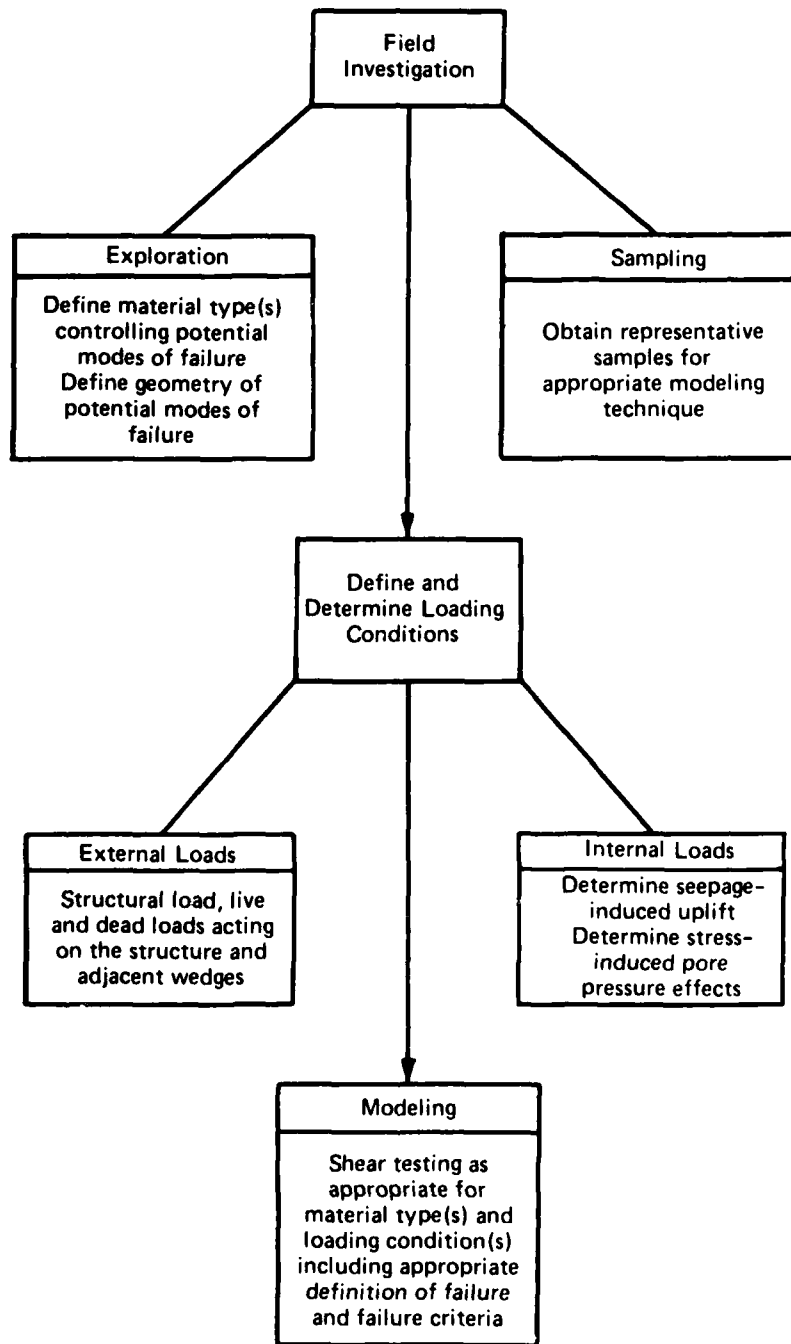 Field
Investigation
Exploration
Define material type(s)
controlling potential
modes of failure
Define geometry of
potential modes of
failure
Sampling
Obtain representative
samples for
appropriate modeling
technique
Define and
Determine Loading
Conditions
External Loads
Structural load, live
and dead loads acting
on the structure and
adjacent wedges
Internal Loads
Determine seepage-
induced uplift
Determine stress-
induced pore
pressure effects
Modeling
Shear testing as
appropriate for
material type(s) and
loading condition(s)
including appropriate
definition of failure
and failure criteria